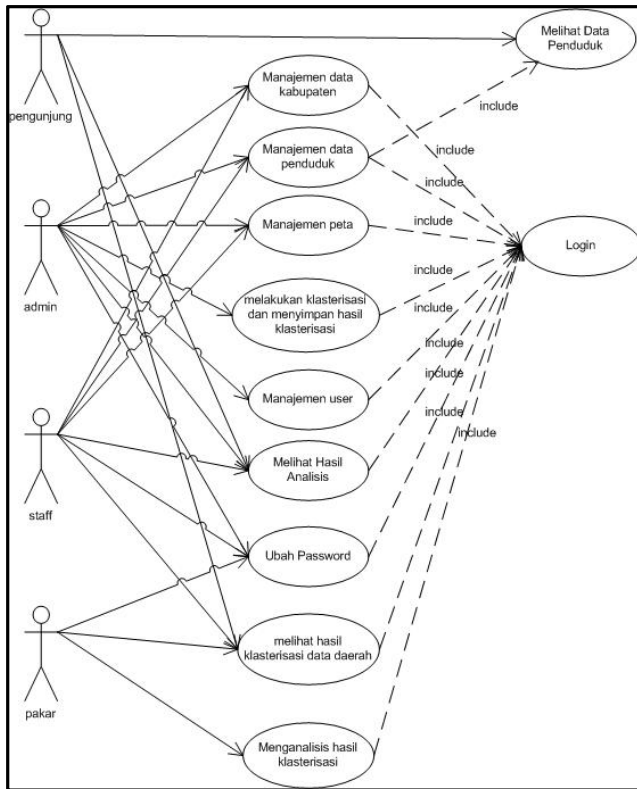 pengunjung
admin
staff
pakar
Manajemen data
kabupaten
Manajemen data
penduduk
Manajemen peta
melakukan klasterisasi
dan menyimpan hasil
klasterisasi
Manajemen user
Melihat Hasil
Analisis
Ubah Password
melihat hasil
klasterisasi data daerah
Menganalisis hasil
klasterisasi
Melihat Data
Penduduk
include
include
include
include
include
include
include
include
include
include
Login